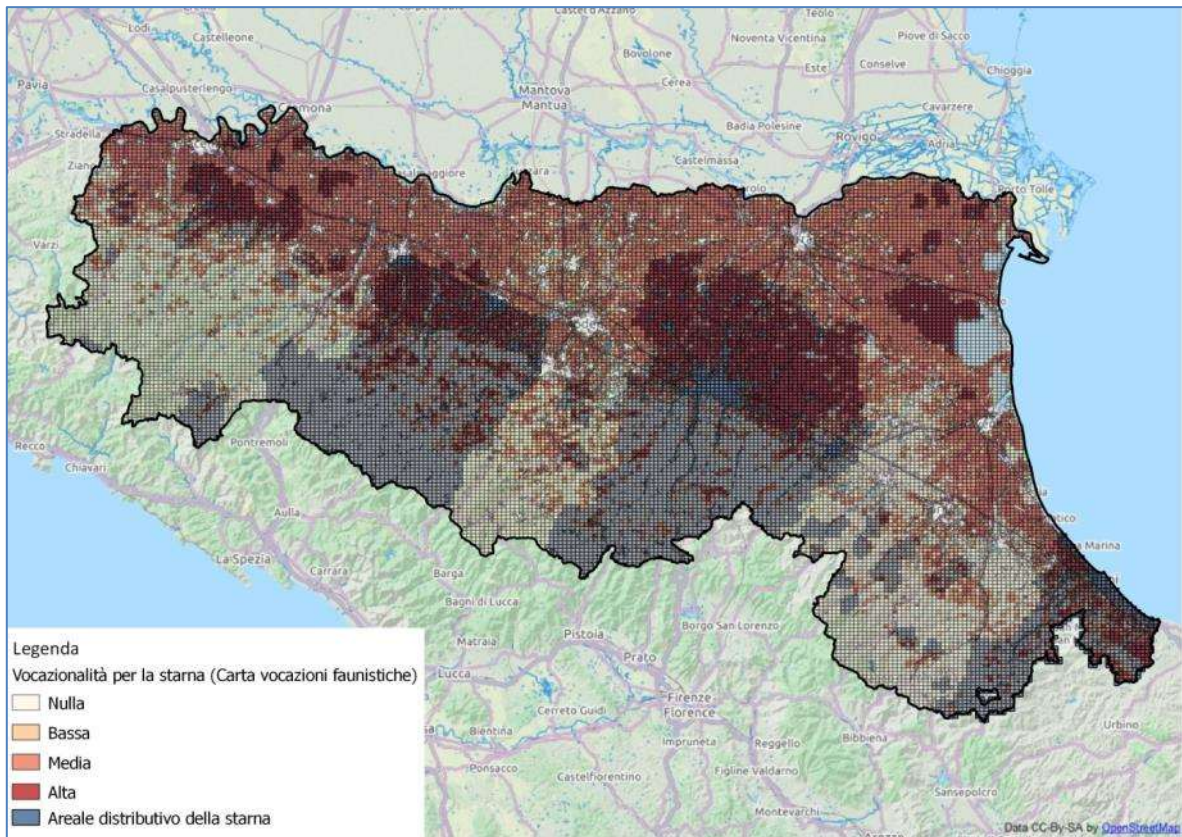 Lodi
Castelleone
Castel d'Azzano
Teolo
Noventa Vicentina
Piove di Sacco
Bovolone
Este
Conselve
Chioggia
Pavia
Casalpusterlengo
Mantova
Mantua
Cerea
Cavarzere
Stradella
Badia Polesine
Rovigo
Adria
Castelmassa
Porto Tolle
Varzi
Pontremoli
Recco
Chiavari
Aulla
La Spezia
Carrara
Barga
Bagni di Lucca
Borgo San Lorenzo
Pistoia
Matraia
Prato
Lucca
Firenze
Florence
Cerreto Guidi
Bientina
Impruneta
Reggello
Bibbiena
Urbino
Ponsacco
Castelfiorentino
Figline Valdarno
Montevarchi
Sansepolcro
Legenda
Vocazionalità per la starna (Carta vocazioni faunistiche)
Nulla
Bassa
Media
Alta
Areale distributivo della starna
Data CC-By-SA by OpenStreetMap